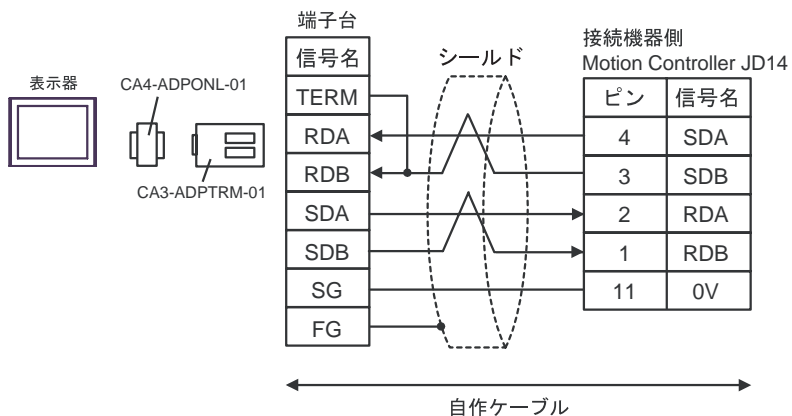 端子台
信号名
TERM
RDA
RDB
SDA
SDB
SG
FG
シールド
接続機器側
Motion Controller JD14
ピン 信号名
4 SDA
3 SDB
2 RDA
1 RDB
11 0V
表示器
CA4-ADPONL-01
CA3-ADPTRM-01
自作ケーブル